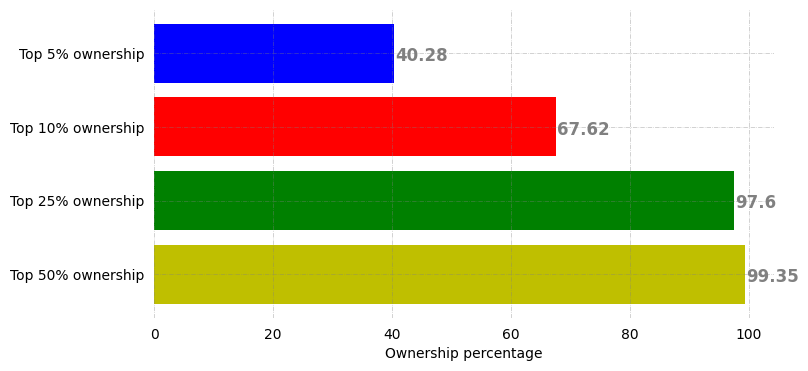 Top 5% ownership
40.28
Top 10% ownership
67.62
Top 25% ownership
97.6
Top 50% ownership
99.35
0 20 40 60 80 100
Ownership percentage